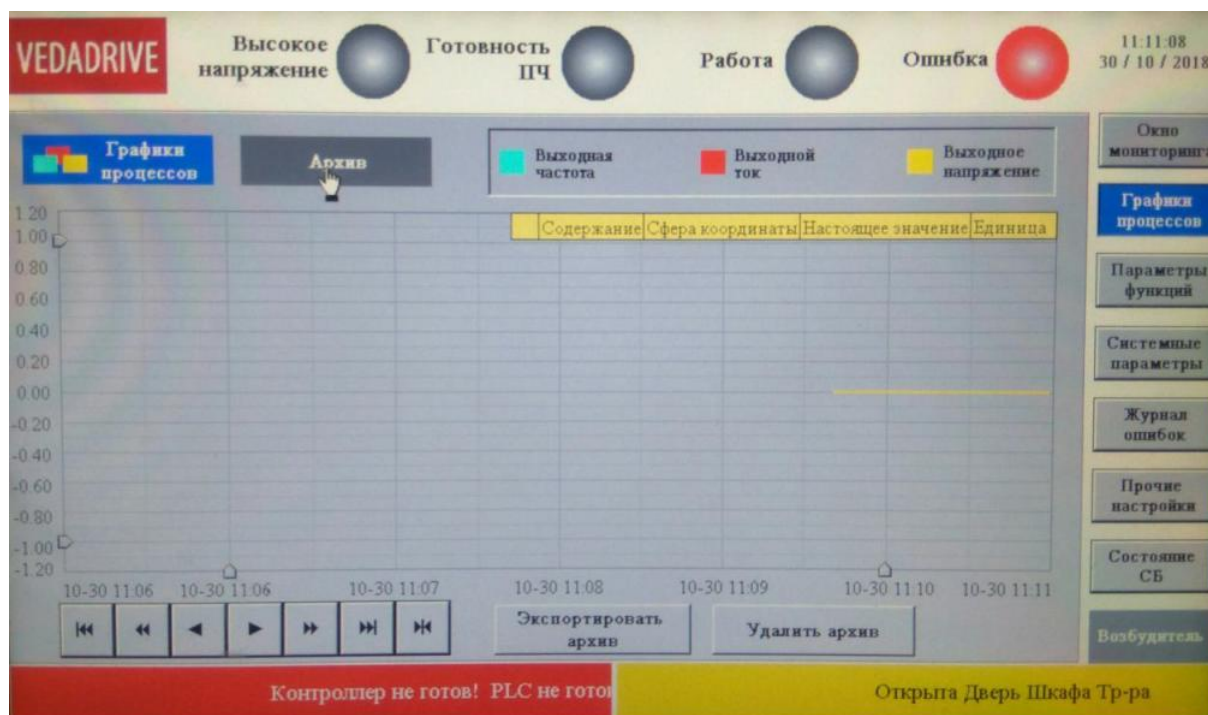 VEDADRIVE
Высокое
напряжение
Готовность
ПЧ
Работа
Ошибка
11:11:08
30 / 10 / 2018
Графики
процессов
Архив
Выходная
частота
Выходной
ток
Выходное
напряжение
Окно
мониторинга
Графики
процессов
Параметры
функций
Системные
параметры
Журнал
ошибок
Прочие
настройки
Состояние
СБ
Возбудитель
Содержание Сфера координаты Настоящее значение Единица
1.20
1.00
0.80
0.60
0.40
0.20
0.00
-0.20
-0.40
-0.60
-0.80
-1.00
-1.20
10-30 11:06 10-30 11:06 10-30 11:07 10-30 11:08 10-30 11:09 10-30 11:10 10-30 11:11
Экспортировать
архив
Удалить архив
Контроллер не готов! PLC не готов
Открыта Дверь Шкафа Тр-ра